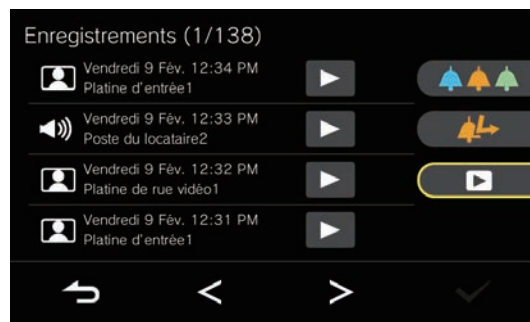 Enregistrements (1/138)
Vendredi 9 Fév. 12:34 PM
Platine d'entrée1
Vendredi 9 Fév. 12:33 PM
Poste du locataire2
Vendredi 9 Fév. 12:32 PM
Platine de rue vidéo1
Vendredi 9 Fév. 12:31 PM
Platine d'entrée1